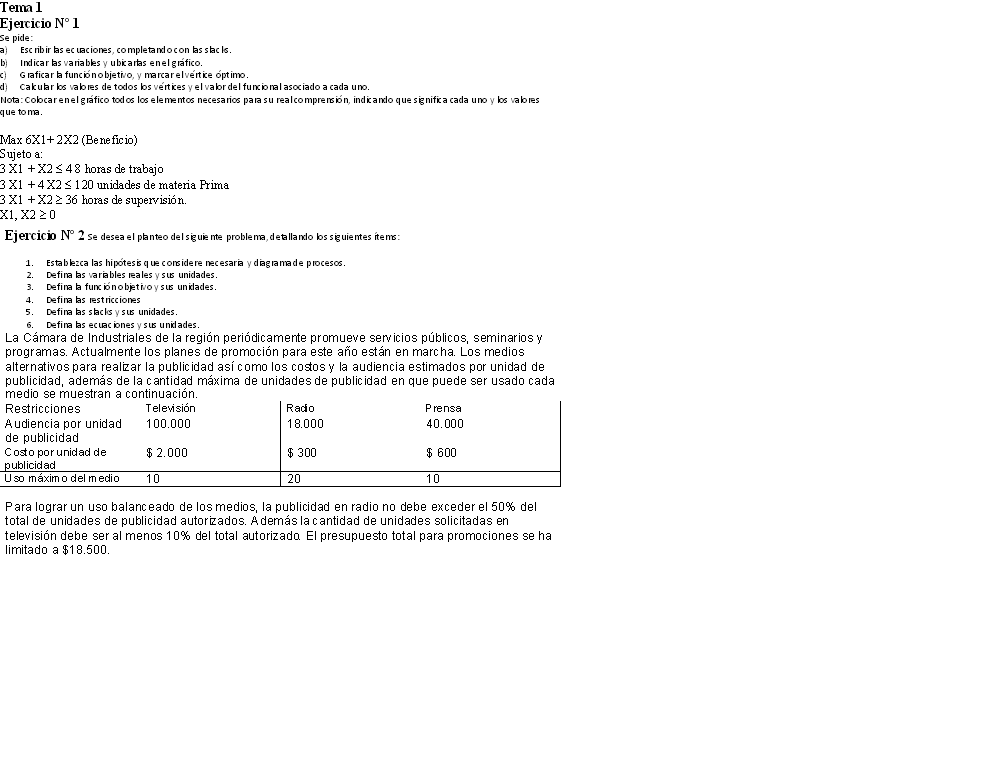 Tema 1
Ejercicio N° 1
Se pide:
a) Escribir las ecuaciones, completando con las slacks.
b) Indicar las variables y ubicarlas en el gráfico.
c) Graficar la función objetivo, y marcar el vértice óptimo.
d) Calcular los valores de todos los vértices y el valor del funcional asociado a cada uno.
Nota: Colocar en el gráfico todos los elementos necesarios para su real comprensión, indicando que significa cada uno y los valores
que toma.
Max 6X1+ 2X2 (Beneficio)
Sujeto a:
3 X1 + X2 ≤ 48 horas de trabajo
3 X1 + 4 X2 ≤ 120 unidades de materia Prima
3 X1 + X2 ≥ 36 horas de supervisión.
X1, X2 ≥ 0
Ejercicio N° 2 Se desea el planteo del siguiente problema, detallando los siguientes ítems:
1. Establezca las hipótesis que considere necesaria y diagrama de procesos.
2. Defina las variables reales y sus unidades.
3. Defina la función objetivo y sus unidades.
4. Defina las restricciones
5. Defina las slacks y sus unidades.
6. Defina las ecuaciones y sus unidades.
La Cámara de Industriales de la región periódicamente promueve servicios públicos, seminarios y
programas. Actualmente los planes de promoción para este año están en marcha. Los medios
alternativos para realizar la publicidad así como los costos y la audiencia estimados por unidad de
publicidad, además de la cantidad máxima de unidades de publicidad en que puede ser usado cada
medio se muestran a continuación.
Restricciones Televisión Radio Prensa
Audiencia por unidad 100.000 18.000 40.000
de publicidad
Costo por unidad de $ 2.000 $ 300 $ 600
publicidad
Uso máximo del medio 10 20 10
Para lograr un uso balanceado de los medios, la publicidad en radio no debe exceder el 50% del
total de unidades de publicidad autorizados. Además la cantidad de unidades solicitadas en
televisión debe ser al menos 10% del total autorizado. El presupuesto total para promociones se ha
limitado a $18.500.